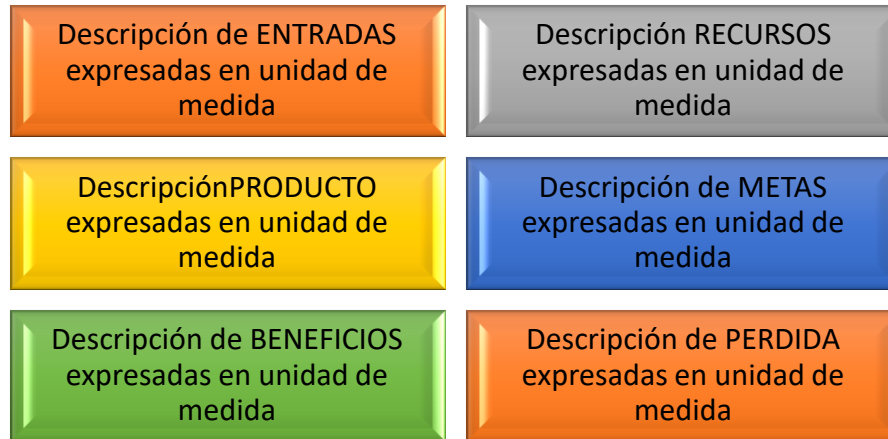 Descripción de ENTRADAS
expresadas en unidad de
medida
Descripción RECURSOS
expresadas en unidad de
medida
DescripciónPRODUCTO
expresadas en unidad de
medida
Descripción de METAS
expresadas en unidad de
medida
Descripción de BENEFICIOS
expresadas en unidad de
medida
Descripción de PERDIDA
expresadas en unidad de
medida